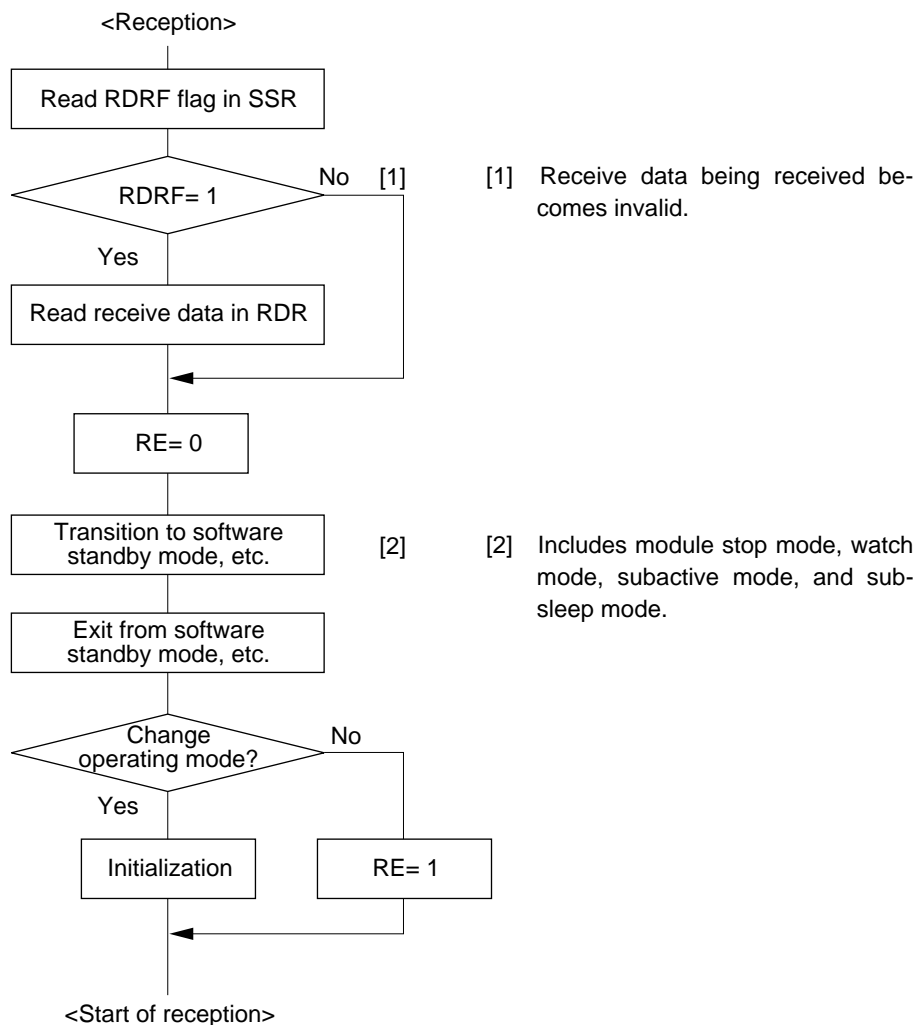 <Reception>
Read RDRF flag in SSR
RDRF= 1
No [1]
[1] Receive data being received be-
comes invalid.
Yes
Read receive data in RDR
RE= 0
Transition to software
standby mode, etc.
[2]
[2] Includes module stop mode, watch
mode, subactive mode, and sub-
sleep mode.
Exit from software
standby mode, etc.
Change
operating mode?
No
Yes
Initialization
RE= 1
<Start of reception>